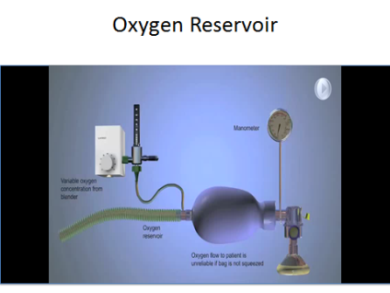 Oxygen Reservoir
Manometer
Variable oxygen
concentration from
blender
Oxygen
reservoir
Oxygen flow to patient is
unreliable if bag is not squeezed